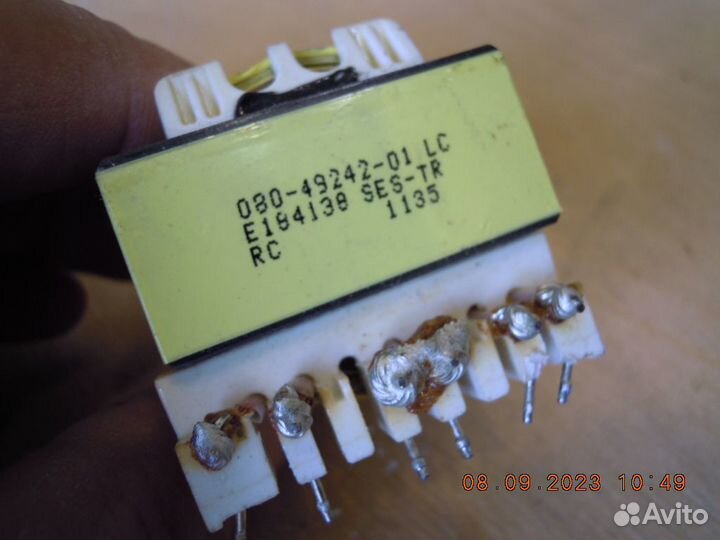 080-49242-01 LC
E184138 SES-TR
RC 1135
08.09.2023 10:49
Avito